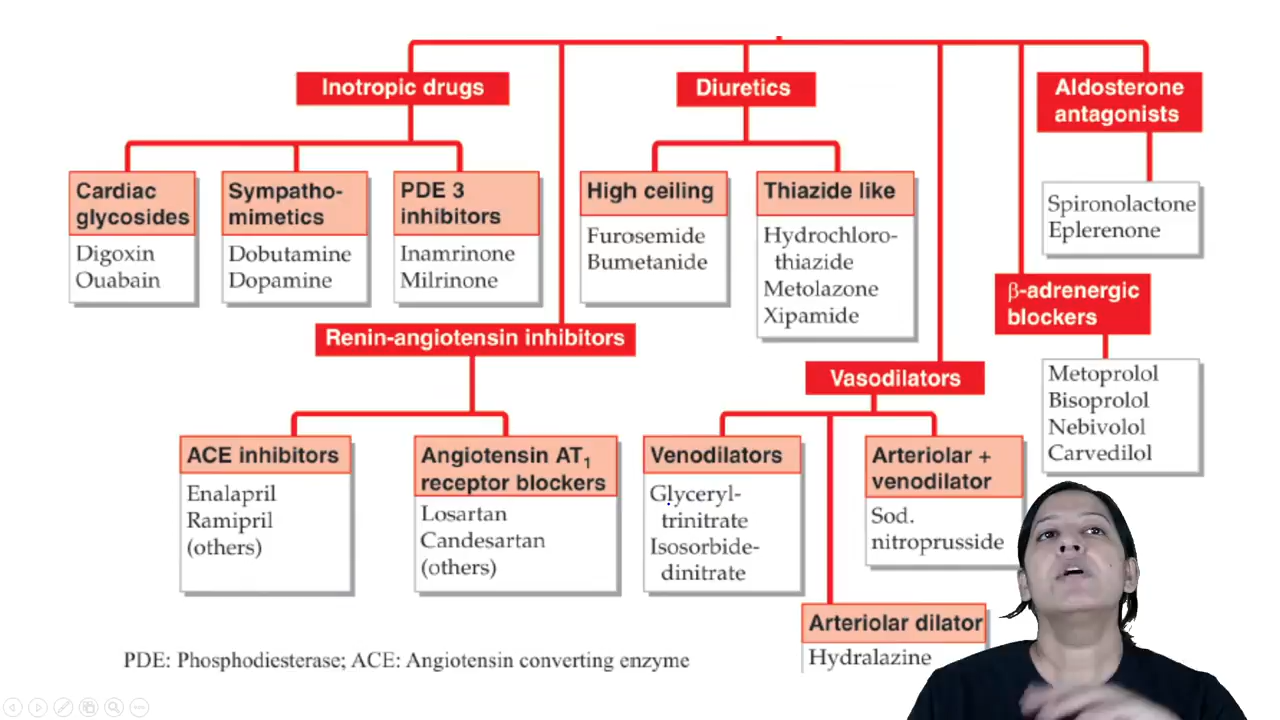 Inotropic drugs
Diuretics
Aldosterone
antagonists
Cardiac
glycosides
Digoxin
Ouabain
Sympatho-
mimetics
Dobutamine
Dopamine
PDE 3
inhibitors
Inamrinone
Milrinone
High ceiling
Furosemide
Bumetanide
Thiazide like
Hydrochloro-
thiazide
Metolazone
Xipamide
Spironolactone
Eplerenone
β-adrenergic
blockers
Metoprolol
Bisoprolol
Nebivolol
Carvedilol
Renin-angiotensin inhibitors
Vasodilators
ACE inhibitors
Enalapril
Ramipril
(others)
Angiotensin AT₁
receptor blockers
Losartan
Candesartan
(others)
Venodilators
Glyceryl-
trinitrate
Isosorbide-
dinitrate
Arteriolar +
venodilator
Sod.
nitroprusside
Arteriolar dilator
Hydralazine
PDE: Phosphodiesterase; ACE: Angiotensin converting enzyme